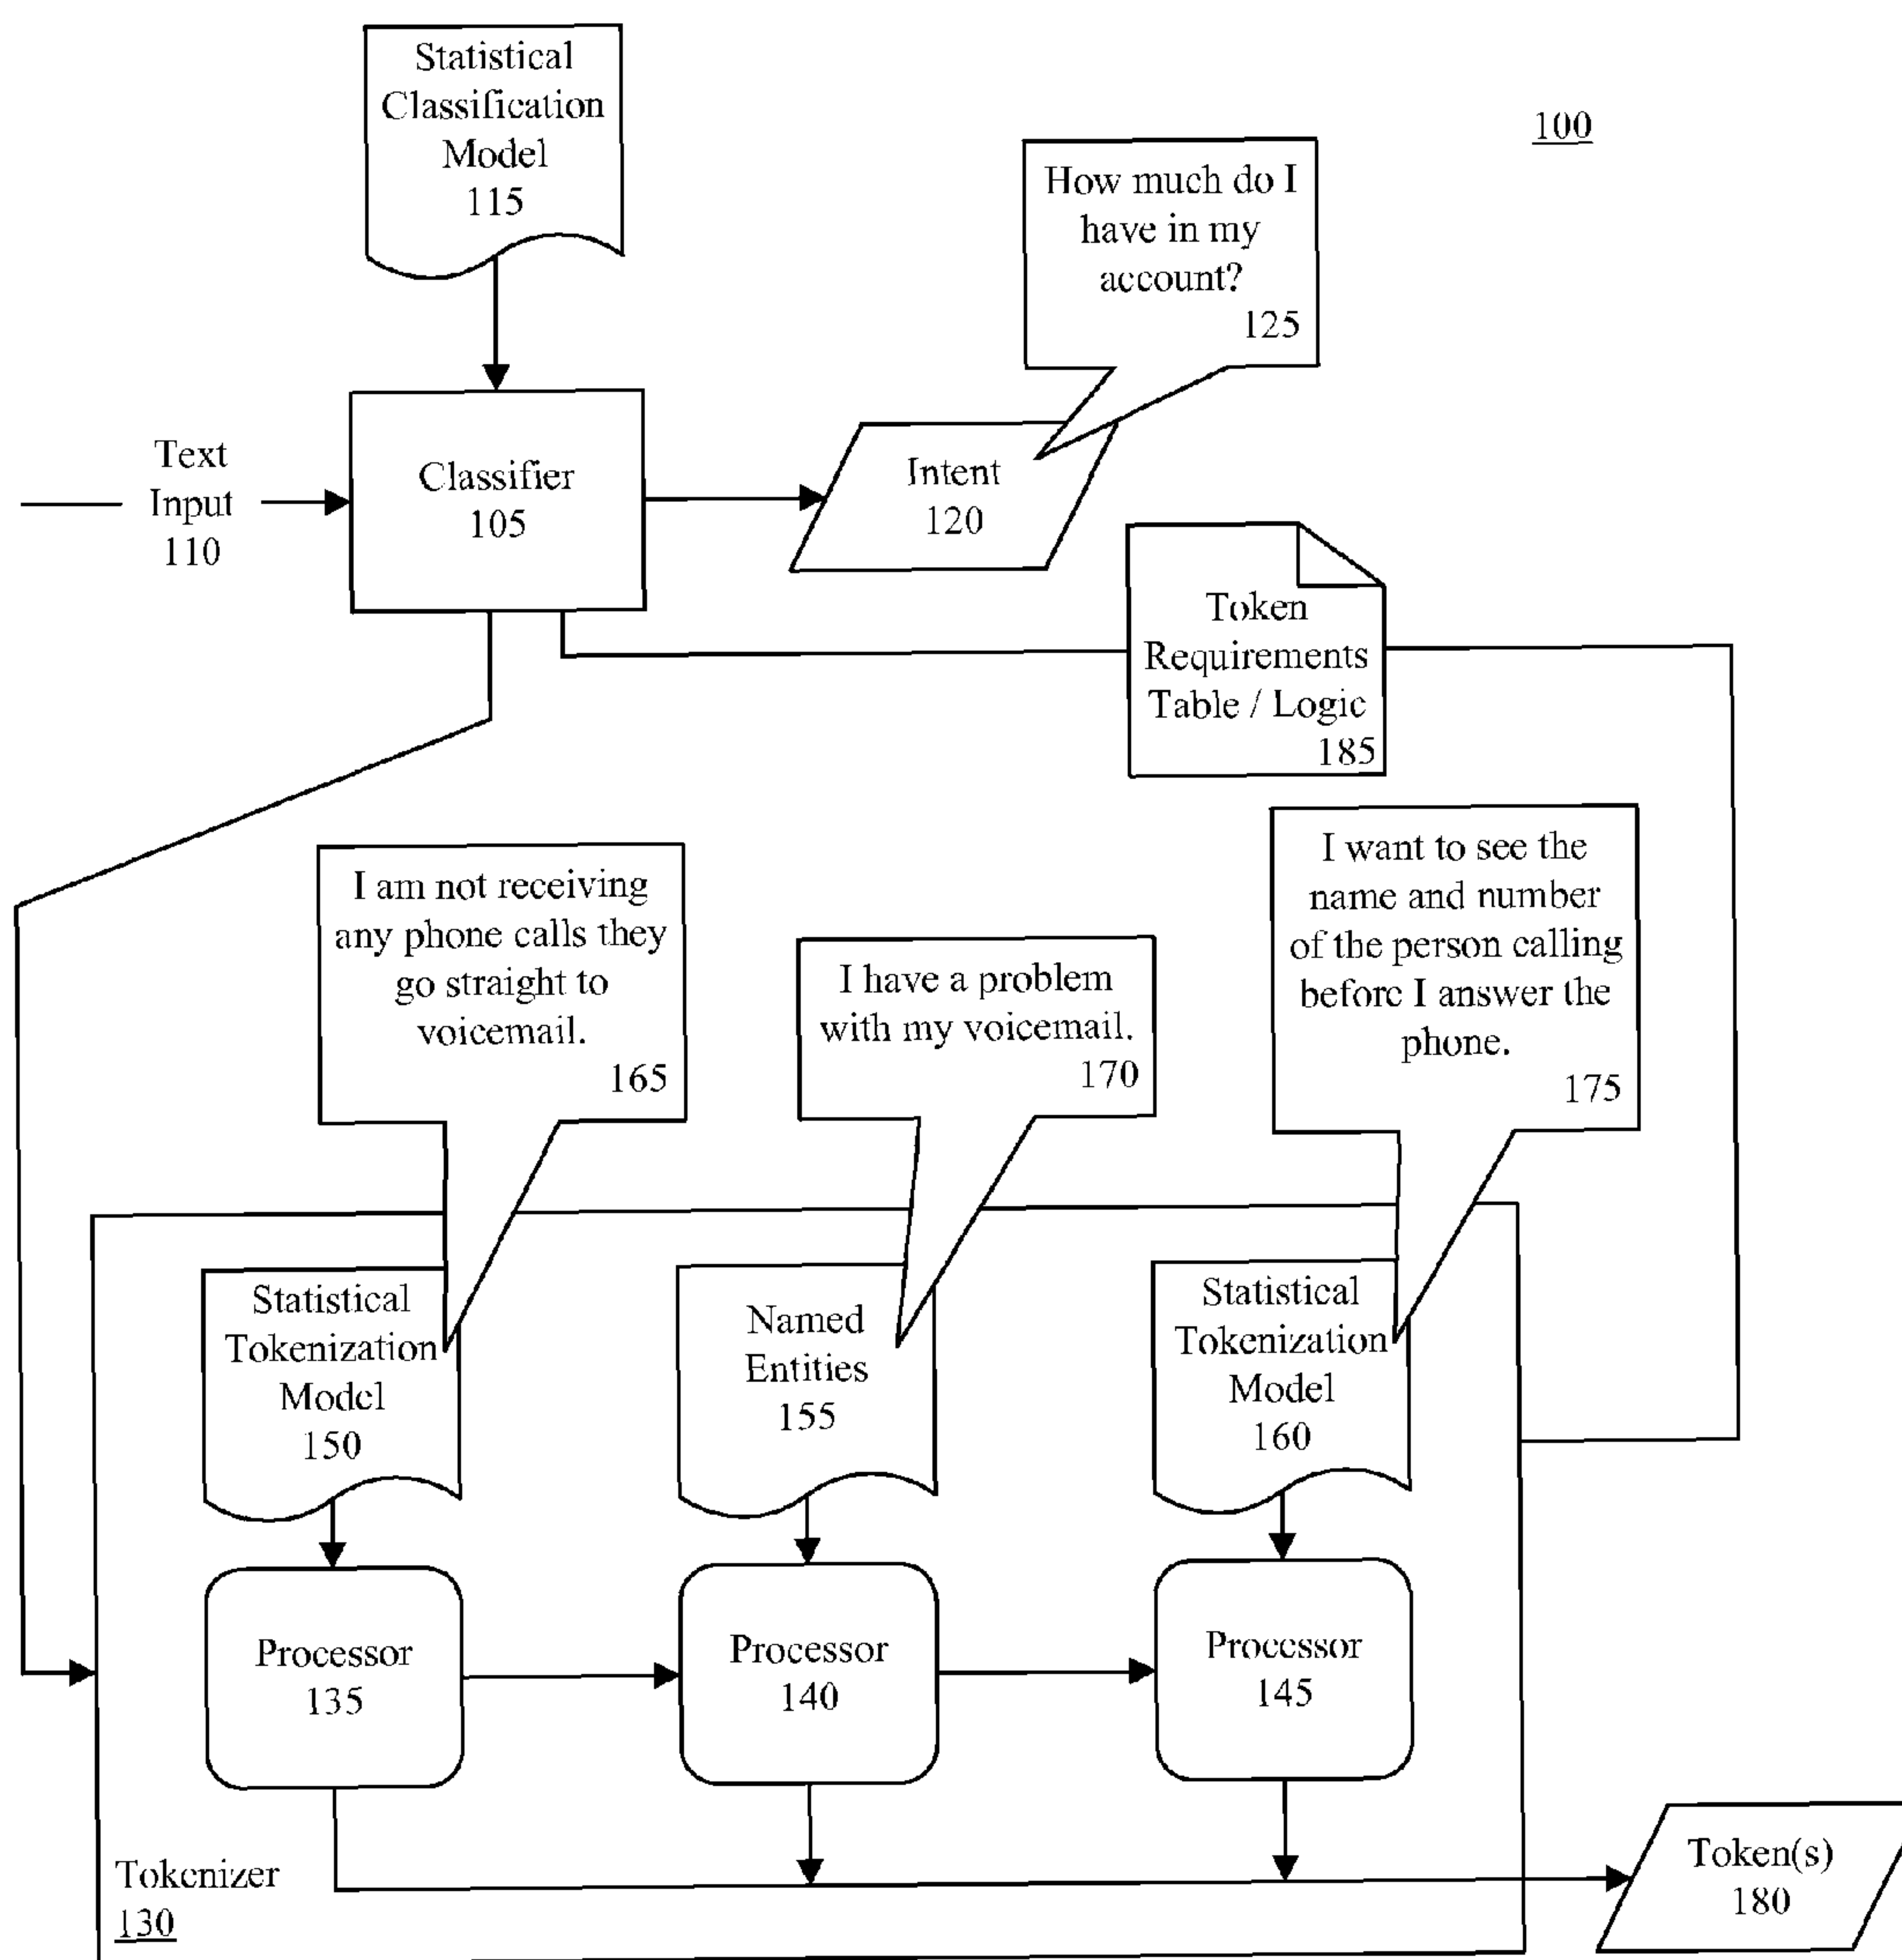 Statistical
Classification
Model
115
100
How much do I
have in my
account?
125
Text
Input
110
Classifier
105
Intent
120
Token
Requirements
Table / Logic
185
I am not receiving
any phone calls they
go straight to
voicemail.
165
I have a problem
with my voicemail.
170
I want to see the
name and number
of the person calling
before I answer the
phone.
175
Statistical
Tokenization
Model
150
Named
Entities
155
Statistical
Tokenization
Model
160
Processor
135
Processor
140
Processor
145
Tokenizer
130
Token(s)
180